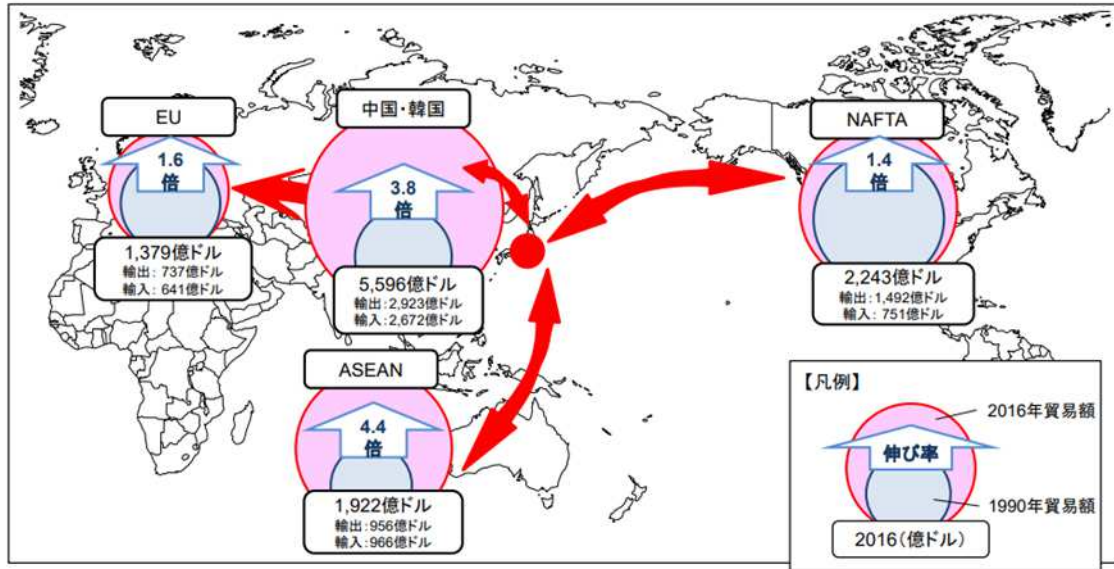 EU
1.6
倍
1,379億ドル
輸出: 737億ドル
輸入: 641億ドル
中国・韓国
3.8
倍
5,596億ドル
輸出:2,923億ドル
輸入:2,672億ドル
NAFTA
1.4
倍
2,243億ドル
輸出:1,492億ドル
輸入: 751億ドル
ASEAN
4.4
倍
1,922億ドル
輸出:956億ドル
輸入:966億ドル
【凡例】
2016年貿易額
伸び率
1990年貿易額
2016(億ドル)